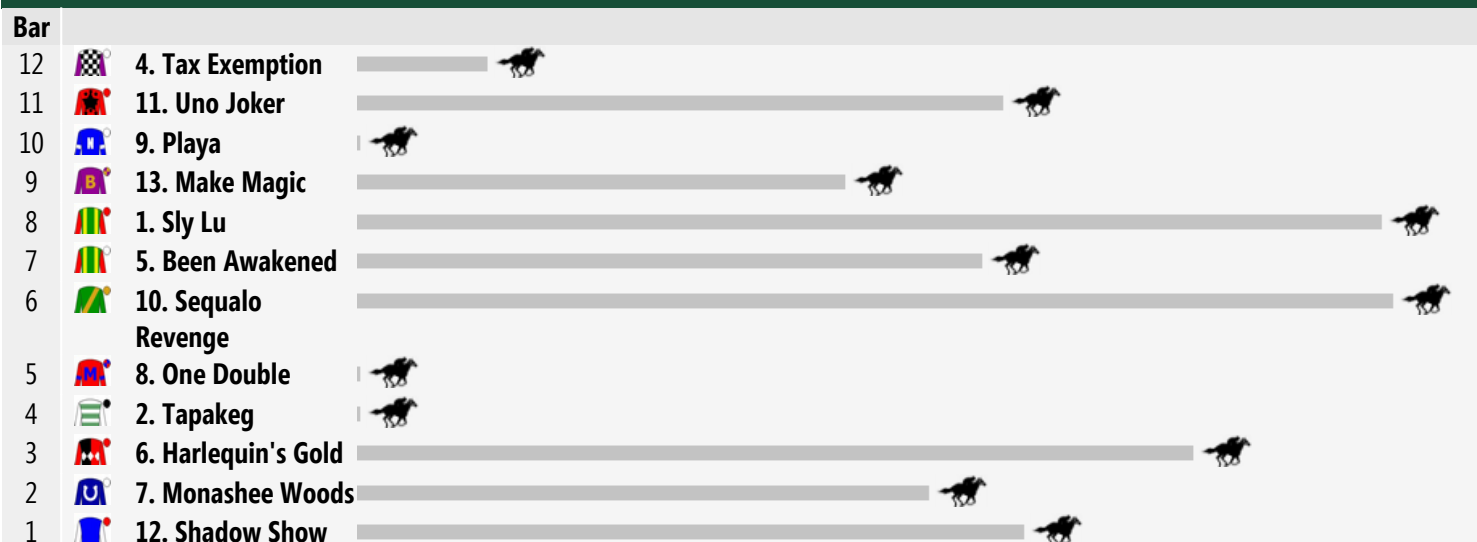 Bar
12 4. Tax Exemption
11 11. Uno Joker
10 N 9. Playa
9 B 13. Make Magic
8 1. Sly Lu
7 5. Been Awakened
6 10. Sequalo
Revenge
5 M 8. One Double
4 2. Tapakeg
3 6. Harlequin's Gold
2 7. Monashee Woods
1 12. Shadow Show